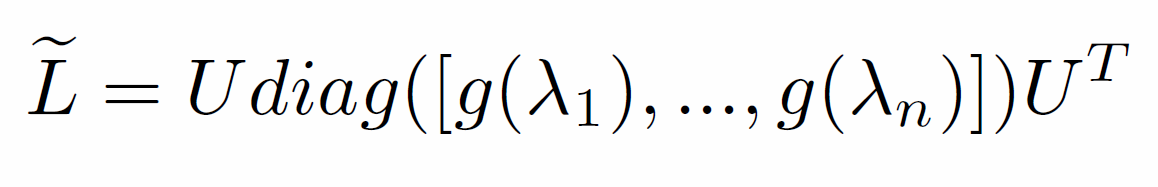 L̃ = Udiag([g(λ₁), ..., g(λₙ)])Uᵀ